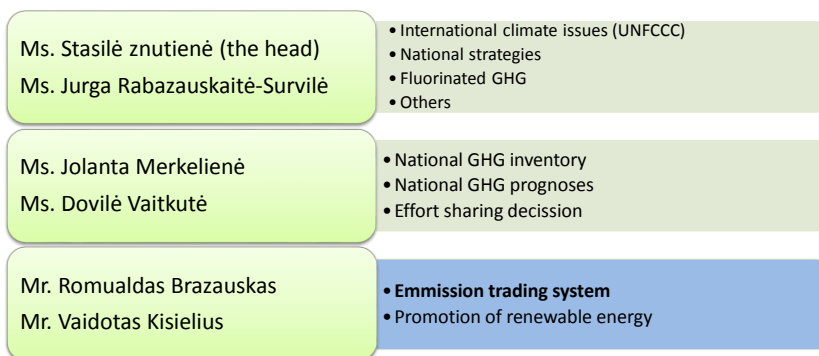 Ms. Stasilė znutienė (the head)
Ms. Jurga Rabazauskaitė-Survilė
• International climate issues (UNFCCC)
• National strategies
• Fluorinated GHG
• Others
Ms. Jolanta Merkelienė
Ms. Dovilė Vaitkutė
• National GHG inventory
• National GHG prognoses
• Effort sharing decission
Mr. Romualdas Brazauskas
Mr. Vaidotas Kisielius
• Emmission trading system
• Promotion of renewable energy